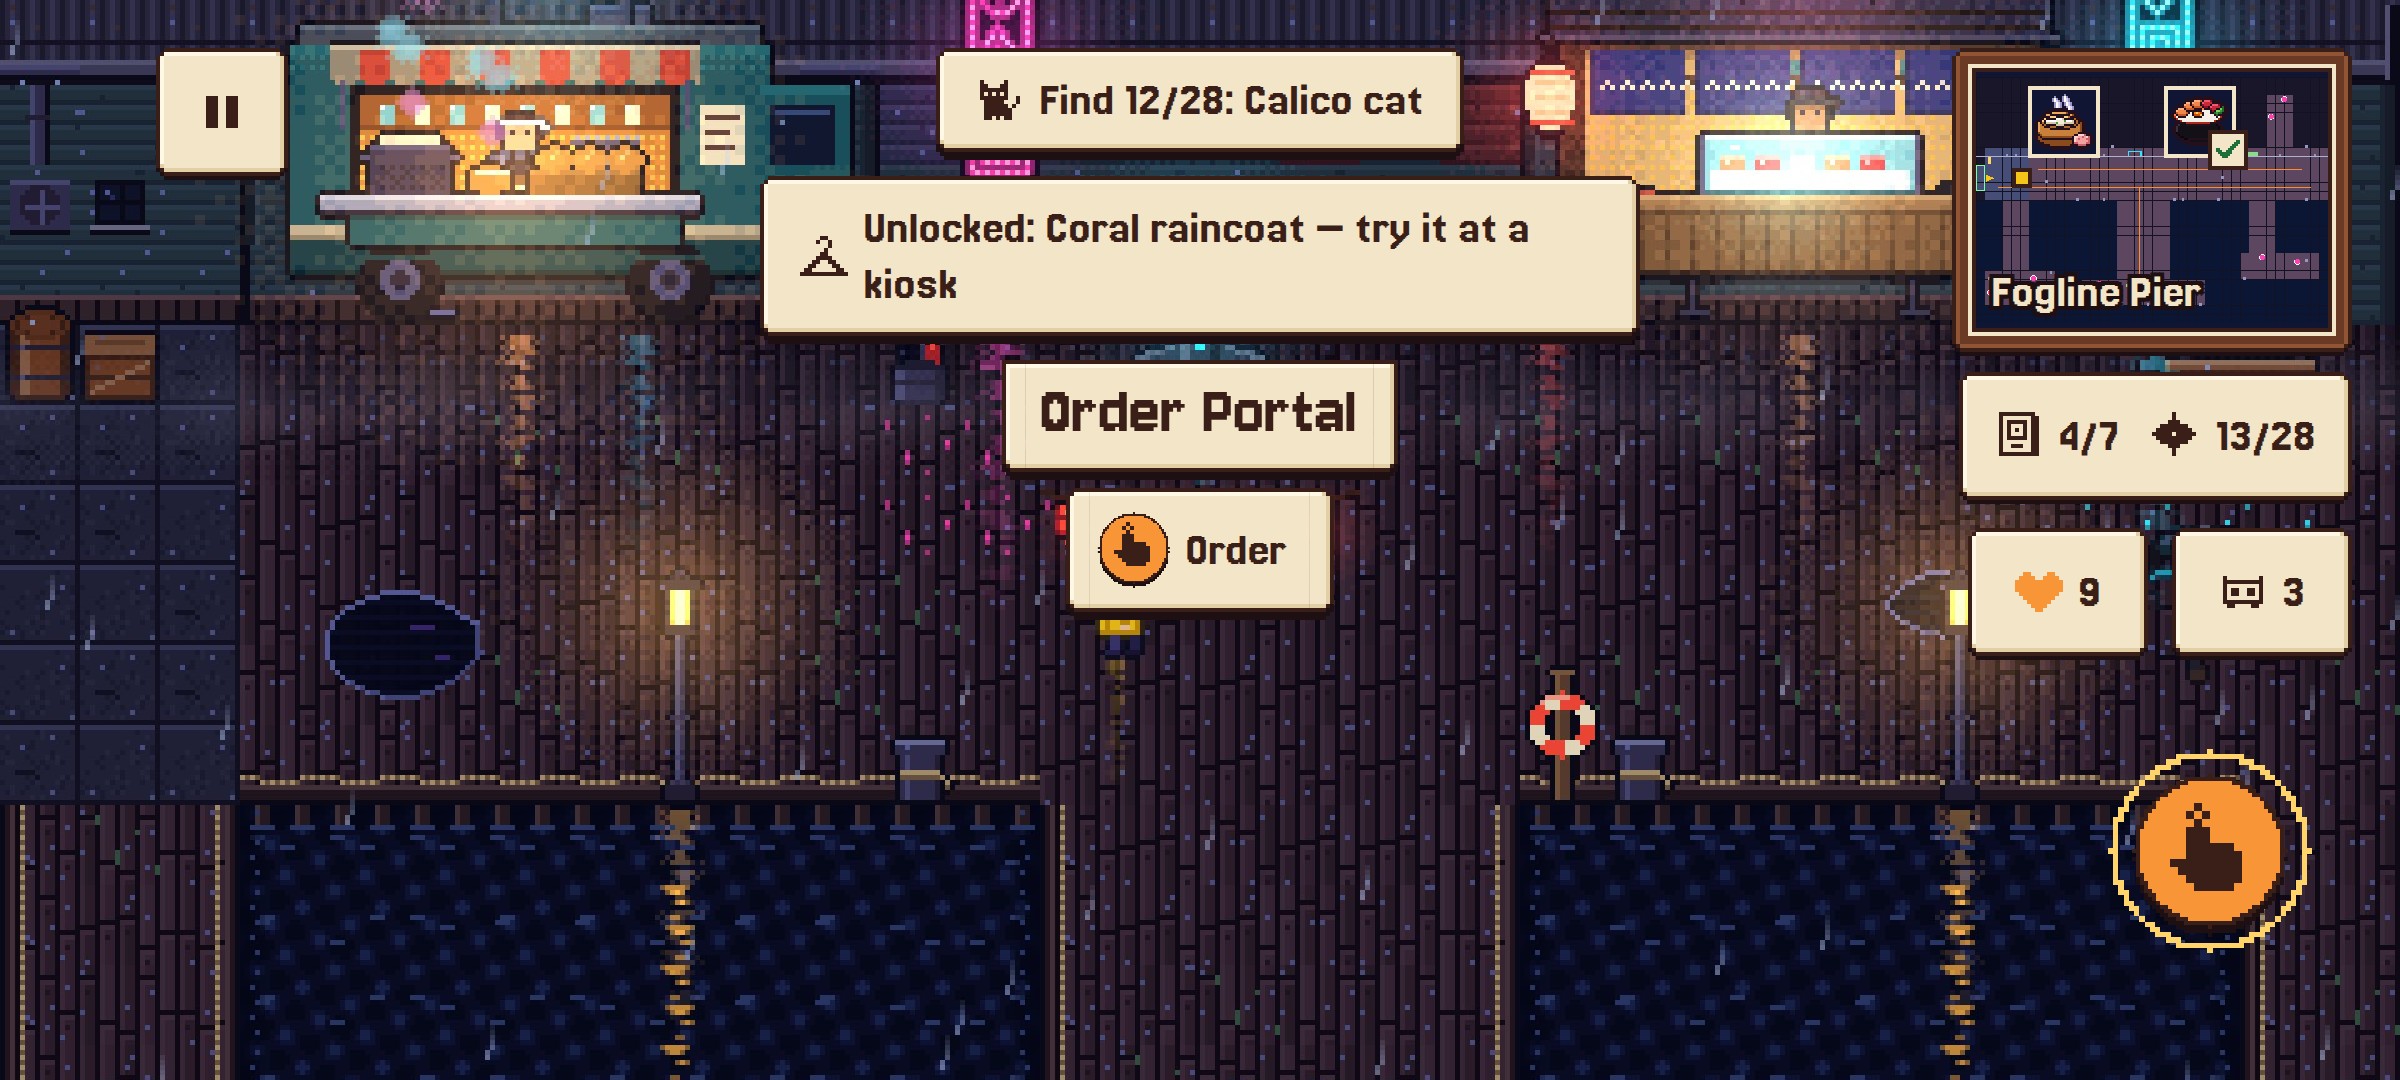 Find 12/28: Calico cat
Unlocked: Coral raincoat — try it at a
kiosk
Fogline Pier
Order Portal
4/7 13/28
Order
9 3